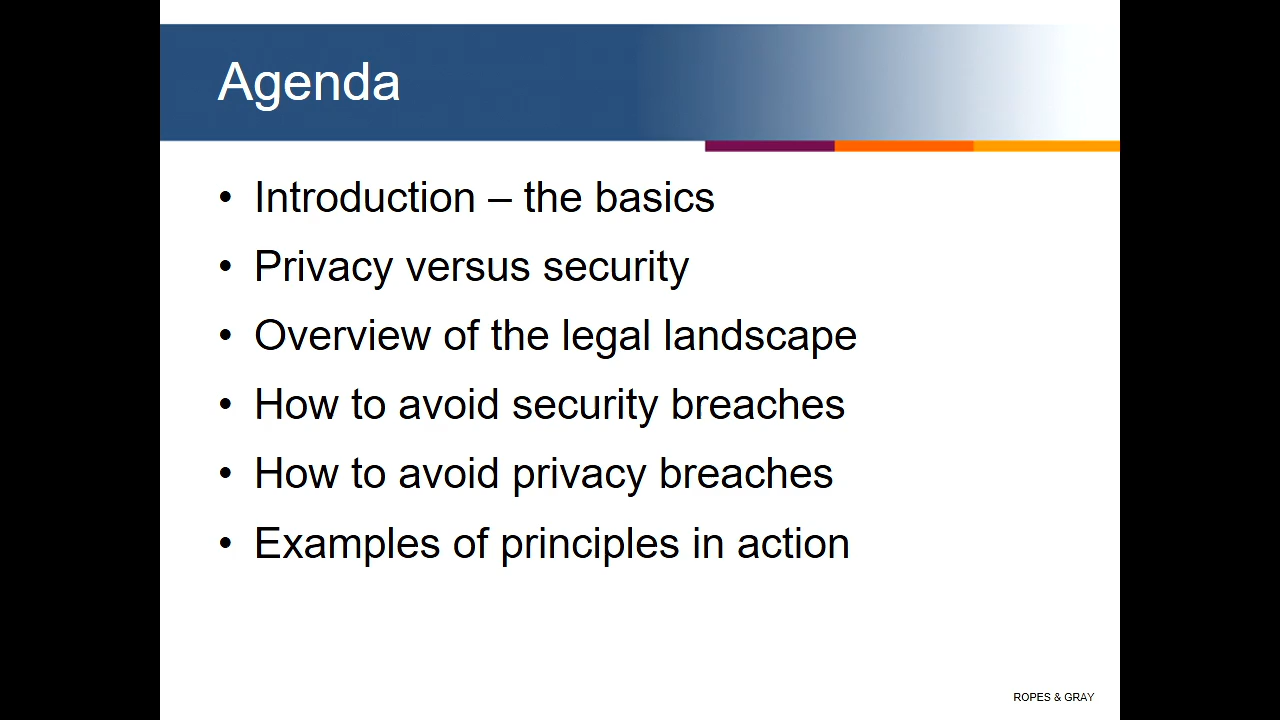 Agenda
• Introduction – the basics
• Privacy versus security
• Overview of the legal landscape
• How to avoid security breaches
• How to avoid privacy breaches
• Examples of principles in action
ROPES & GRAY